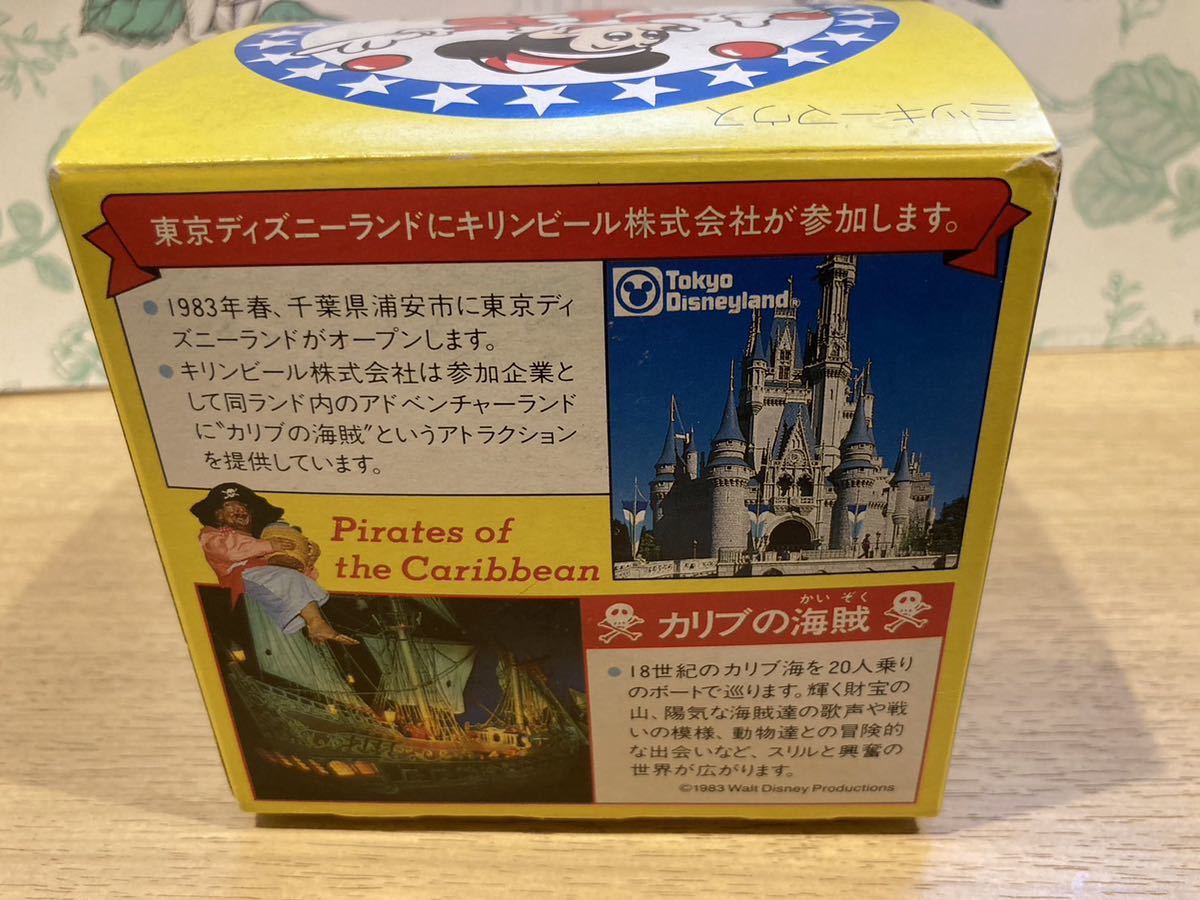 ミッキーマウス
東京ディズニーランドにキリンビール株式会社が参加します。
●1983年春、千葉県浦安市に東京ディ
ズニーランドがオープンします。
●キリンビール株式会社は参加企業と
して同ランド内のアドベンチャーランド
に“カリブの海賊”というアトラクション
を提供しています。
Tokyo
Disneyland®
Pirates of
the Caribbean
かいぞく
カリブの海賊
●18世紀のカリブ海を20人乗り
のボートで巡ります。輝く財宝の
山、陽気な海賊達の歌声や戦
いの模様、動物達との冒険的
な出会いなど、スリルと興奮の
世界が広がります。
©1983 Walt Disney Productions